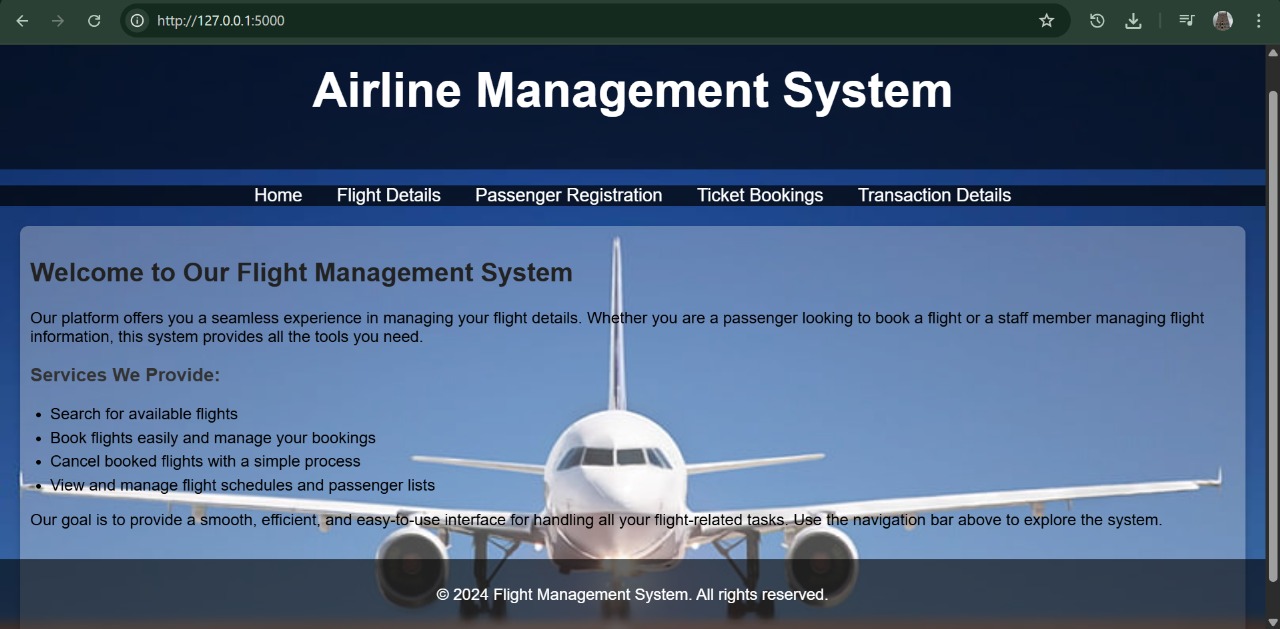 http://127.0.0.1:5000
Airline Management System
Home Flight Details Passenger Registration Ticket Bookings Transaction Details
Welcome to Our Flight Management System
Our platform offers you a seamless experience in managing your flight details. Whether you are a passenger looking to book a flight or a staff member managing flight
information, this system provides all the tools you need.
Services We Provide:
• Search for available flights
• Book flights easily and manage your bookings
• Cancel booked flights with a simple process
• View and manage flight schedules and passenger lists
Our goal is to provide a smooth, efficient, and easy-to-use interface for handling all your flight-related tasks. Use the navigation bar above to explore the system.
© 2024 Flight Management System. All rights reserved.